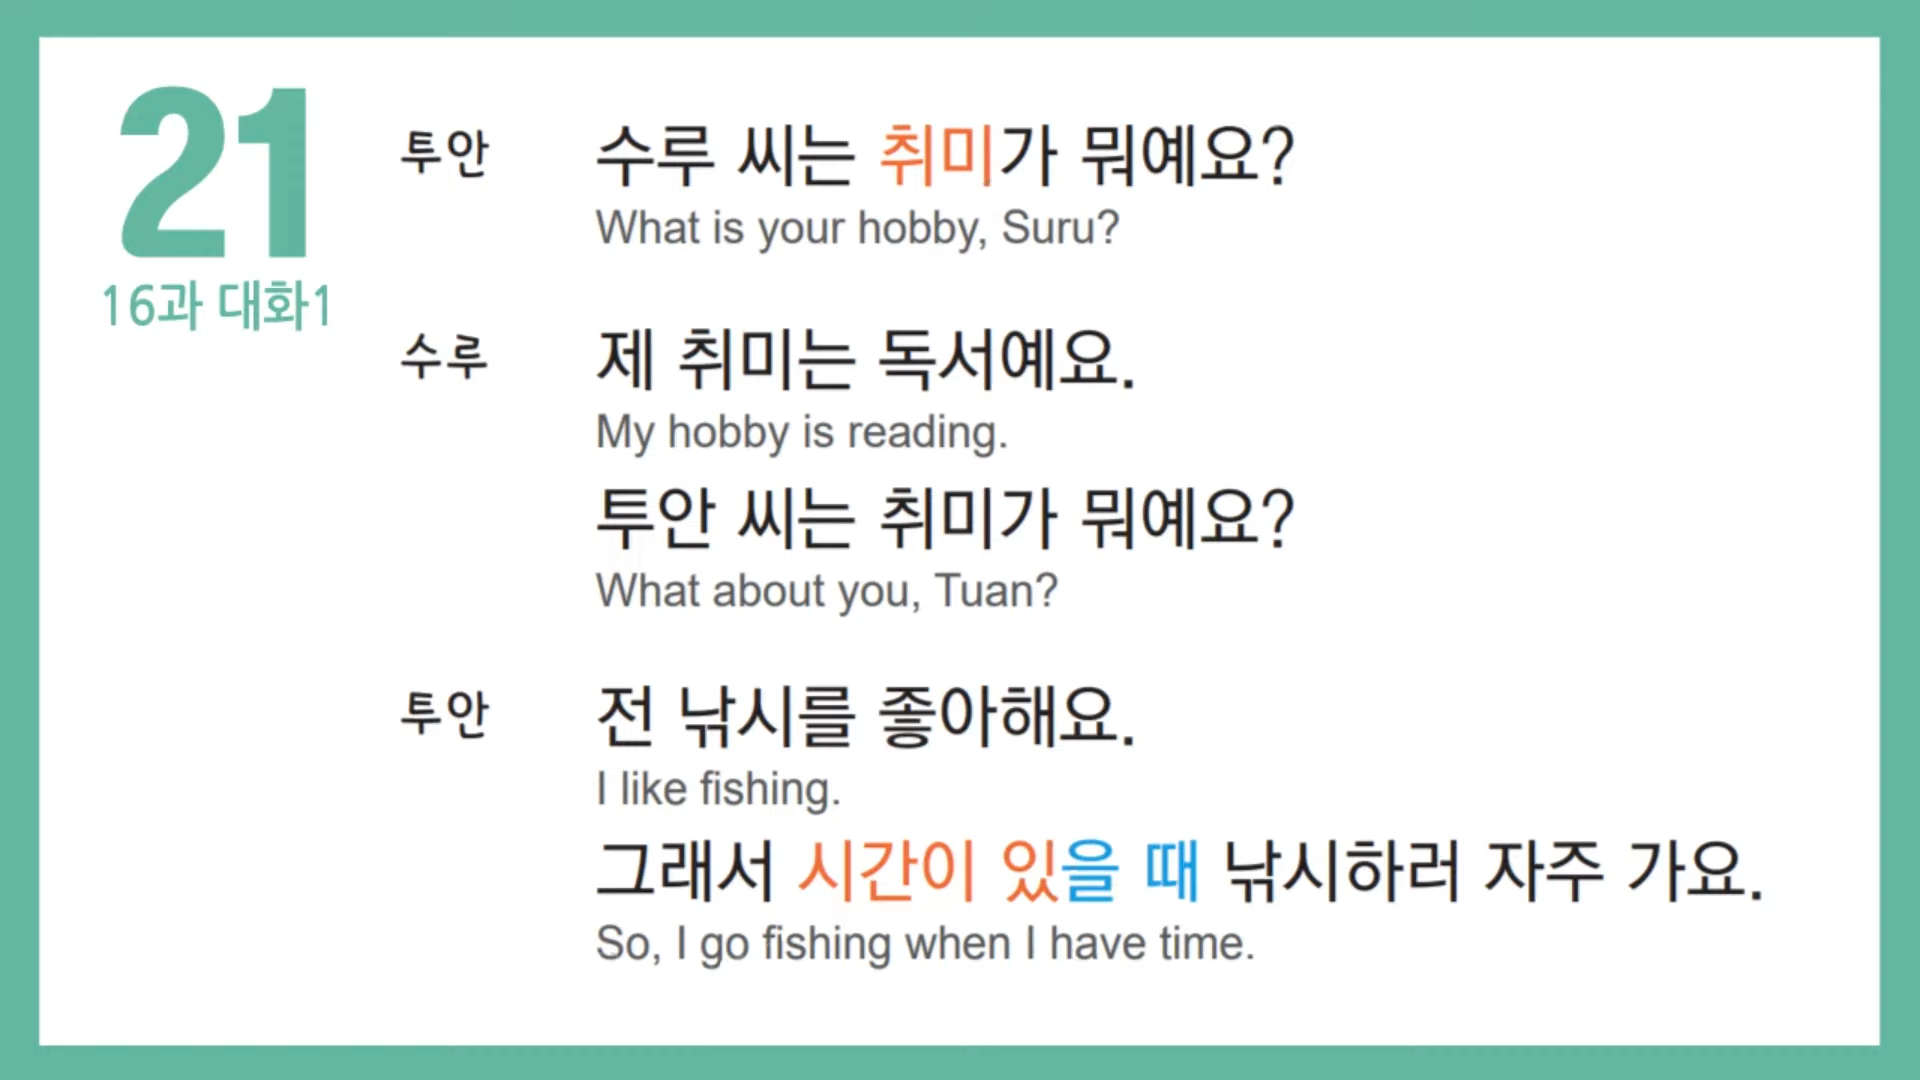 21
16과 대화1
투안 수루 씨는 취미가 뭐예요?
What is your hobby, Suru?
수루 제 취미는 독서예요.
My hobby is reading.
투안 씨는 취미가 뭐예요?
What about you, Tuan?
투안 전 낚시를 좋아해요.
I like fishing.
그래서 시간이 있을 때 낚시하러 자주 가요.
So, I go fishing when I have time.